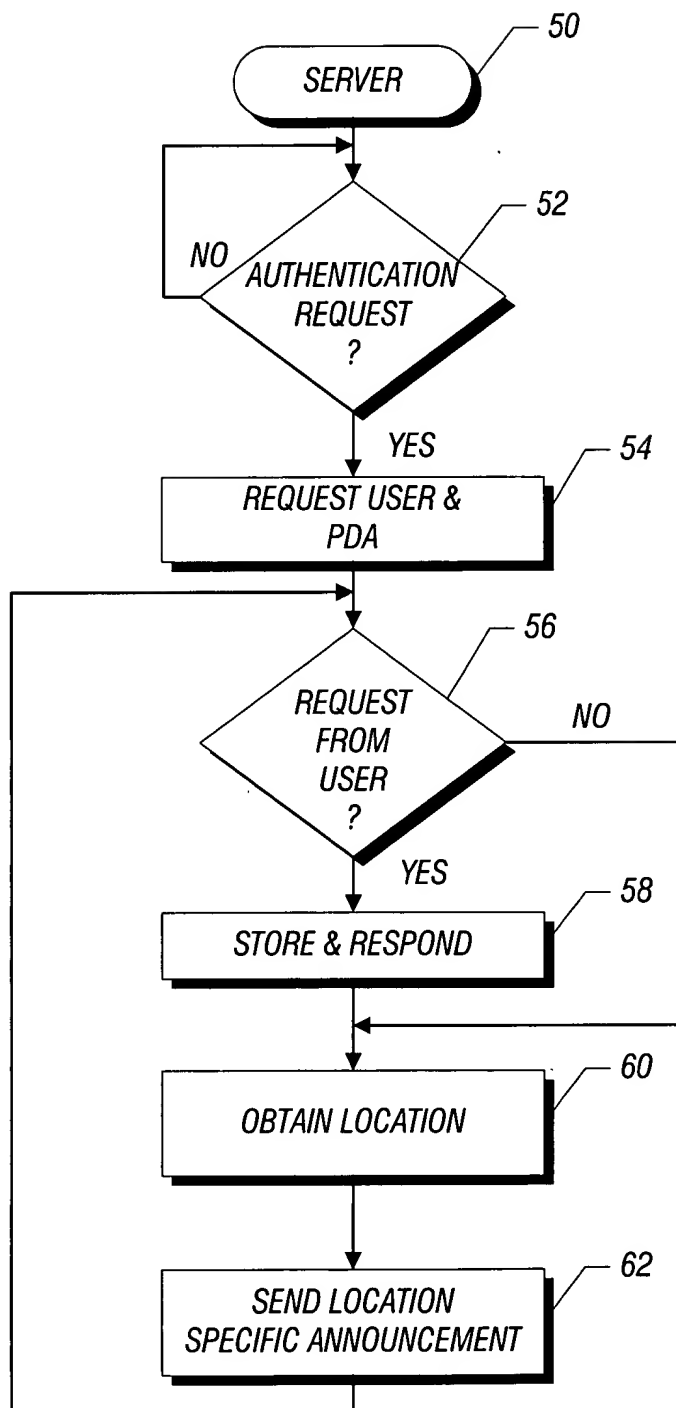 50
SERVER
52
NO
AUTHENTICATION
REQUEST
?
YES
54
REQUEST USER &
PDA
56
REQUEST
FROM
USER
?
NO
YES
58
STORE & RESPOND
60
OBTAIN LOCATION
62
SEND LOCATION
SPECIFIC ANNOUNCEMENT